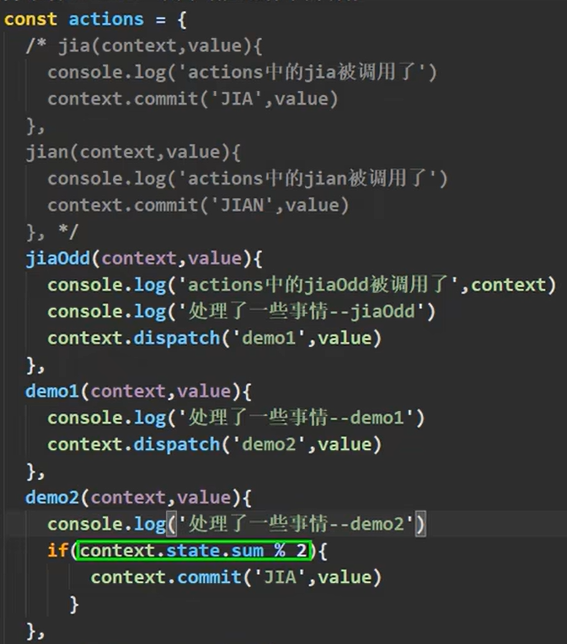 const actions = {
/* jia(context,value){
console.log('actions中的jia被调用了')
context.commit('JIA',value)
},
jian(context,value){
console.log('actions中的jian被调用了')
context.commit('JIAN',value)
}, */
jiaOdd(context,value){
console.log('actions中的jiaOdd被调用了',context)
console.log('处理了一些事情--jiaOdd')
context.dispatch('demo1',value)
},
demo1(context,value){
console.log('处理了一些事情--demo1')
context.dispatch('demo2',value)
},
demo2(context,value){
console.log('处理了一些事情--demo2')
if(context.state.sum % 2){
context.commit('JIA',value)
}
},